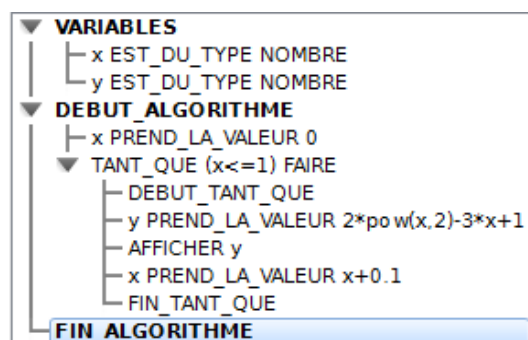 VARIABLES
x EST_DU_TYPE NOMBRE
y EST_DU_TYPE NOMBRE
DEBUT_ALGORITHME
x PREND_LA_VALEUR 0
TANT_QUE (x<=1) FAIRE
DEBUT_TANT_QUE
y PREND_LA_VALEUR 2*pow(x,2)-3*x+1
AFFICHER y
x PREND_LA_VALEUR x+0.1
FIN_TANT_QUE
FIN_ALGORITHME